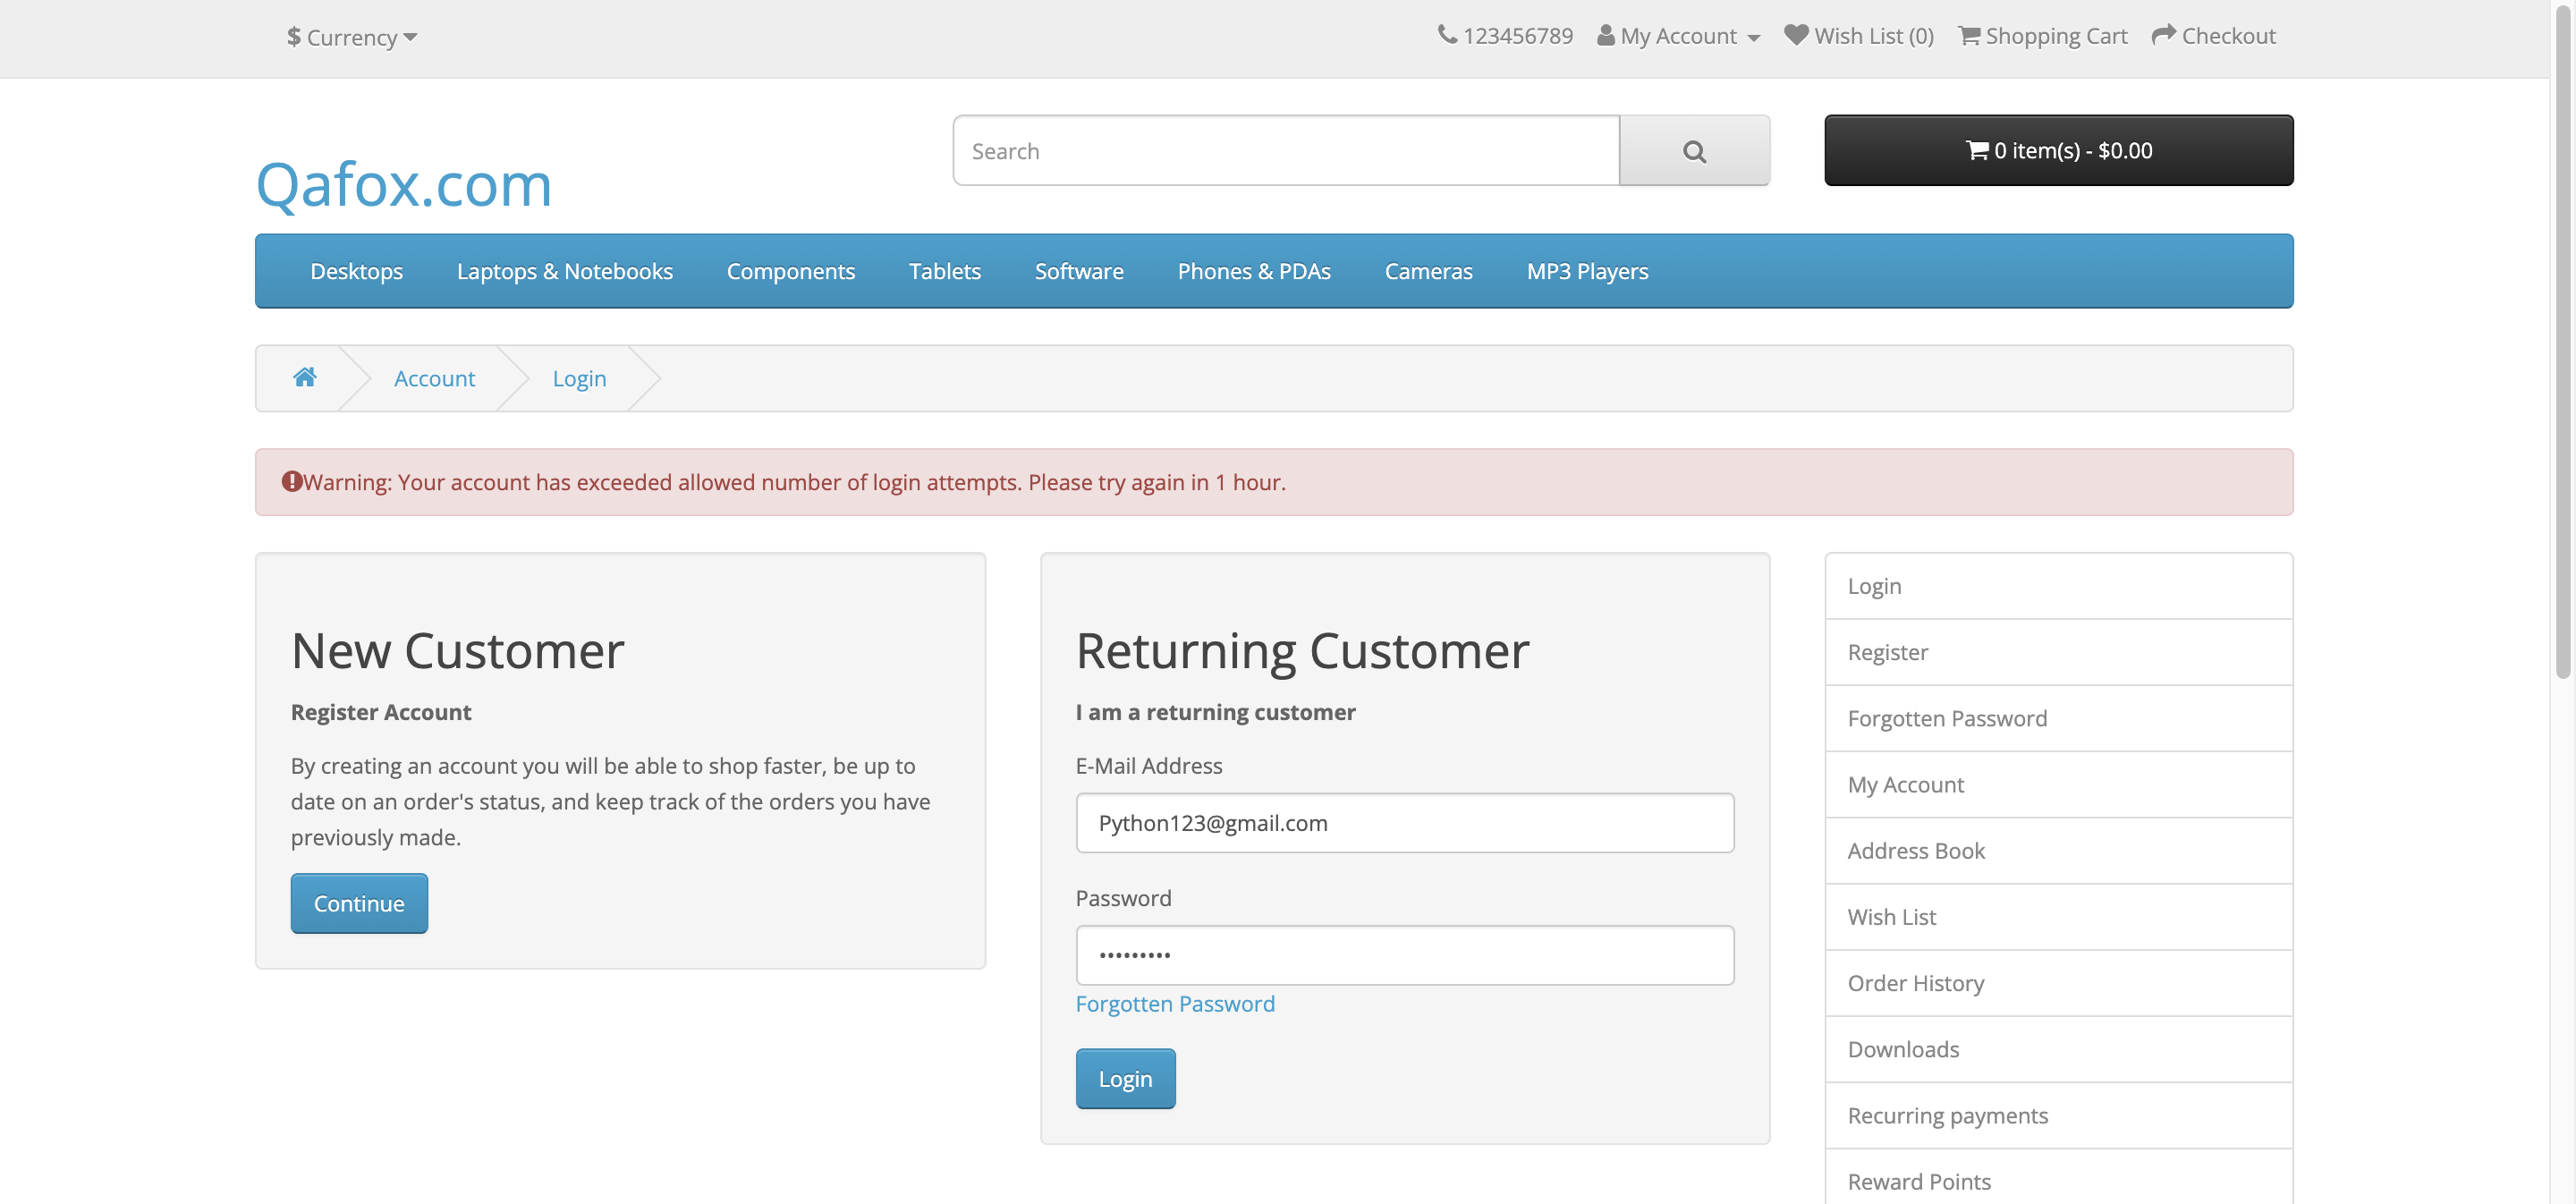 $ Currency
123456789 My Account Wish List (0) Shopping Cart Checkout
Qafox.com
Search
0 item(s) - $0.00
Desktops Laptops & Notebooks Components Tablets Software Phones & PDAs Cameras MP3 Players
Account Login
Warning: Your account has exceeded allowed number of login attempts. Please try again in 1 hour.
New Customer
Register Account
By creating an account you will be able to shop faster, be up to
date on an order's status, and keep track of the orders you have
previously made.
Continue
Returning Customer
I am a returning customer
E-Mail Address
Python123@gmail.com
Password
•••••••••
Forgotten Password
Login
Login
Register
Forgotten Password
My Account
Address Book
Wish List
Order History
Downloads
Recurring payments
Reward Points